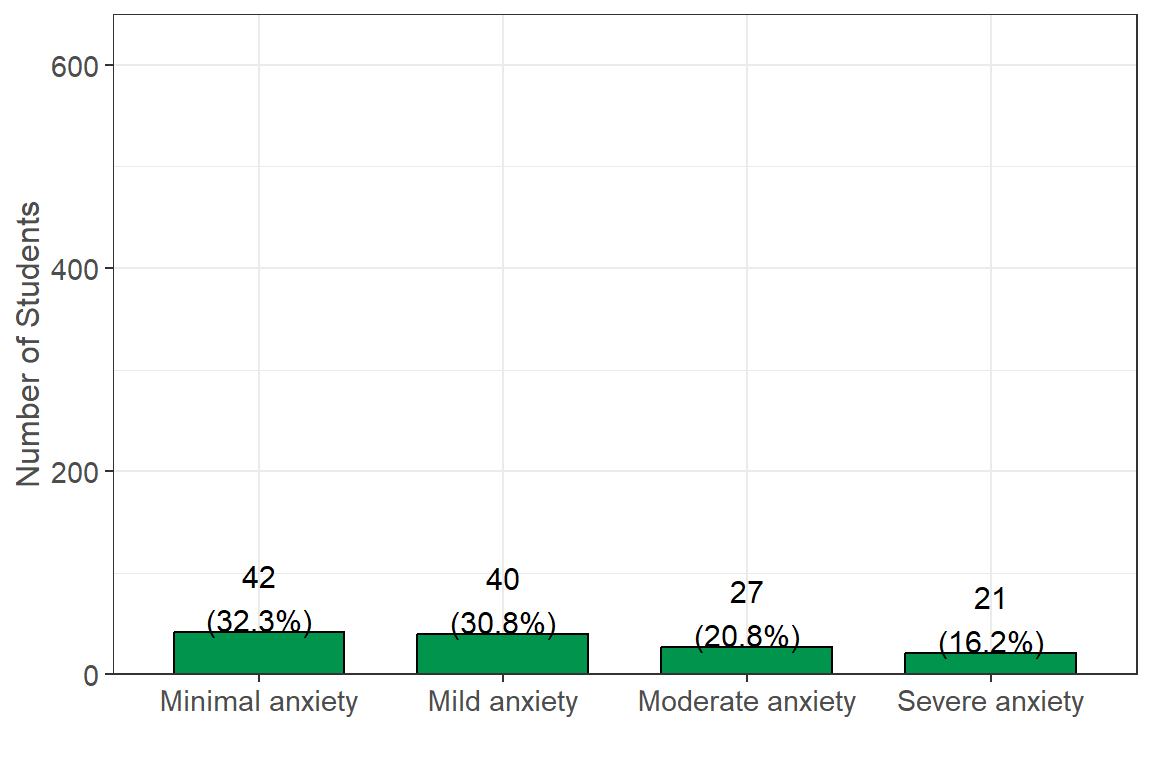 Number of Students
600
400
200
0
42
(32.3%)
40
(30.8%)
27
(20.8%)
21
(16.2%)
Minimal anxiety
Mild anxiety
Moderate anxiety
Severe anxiety